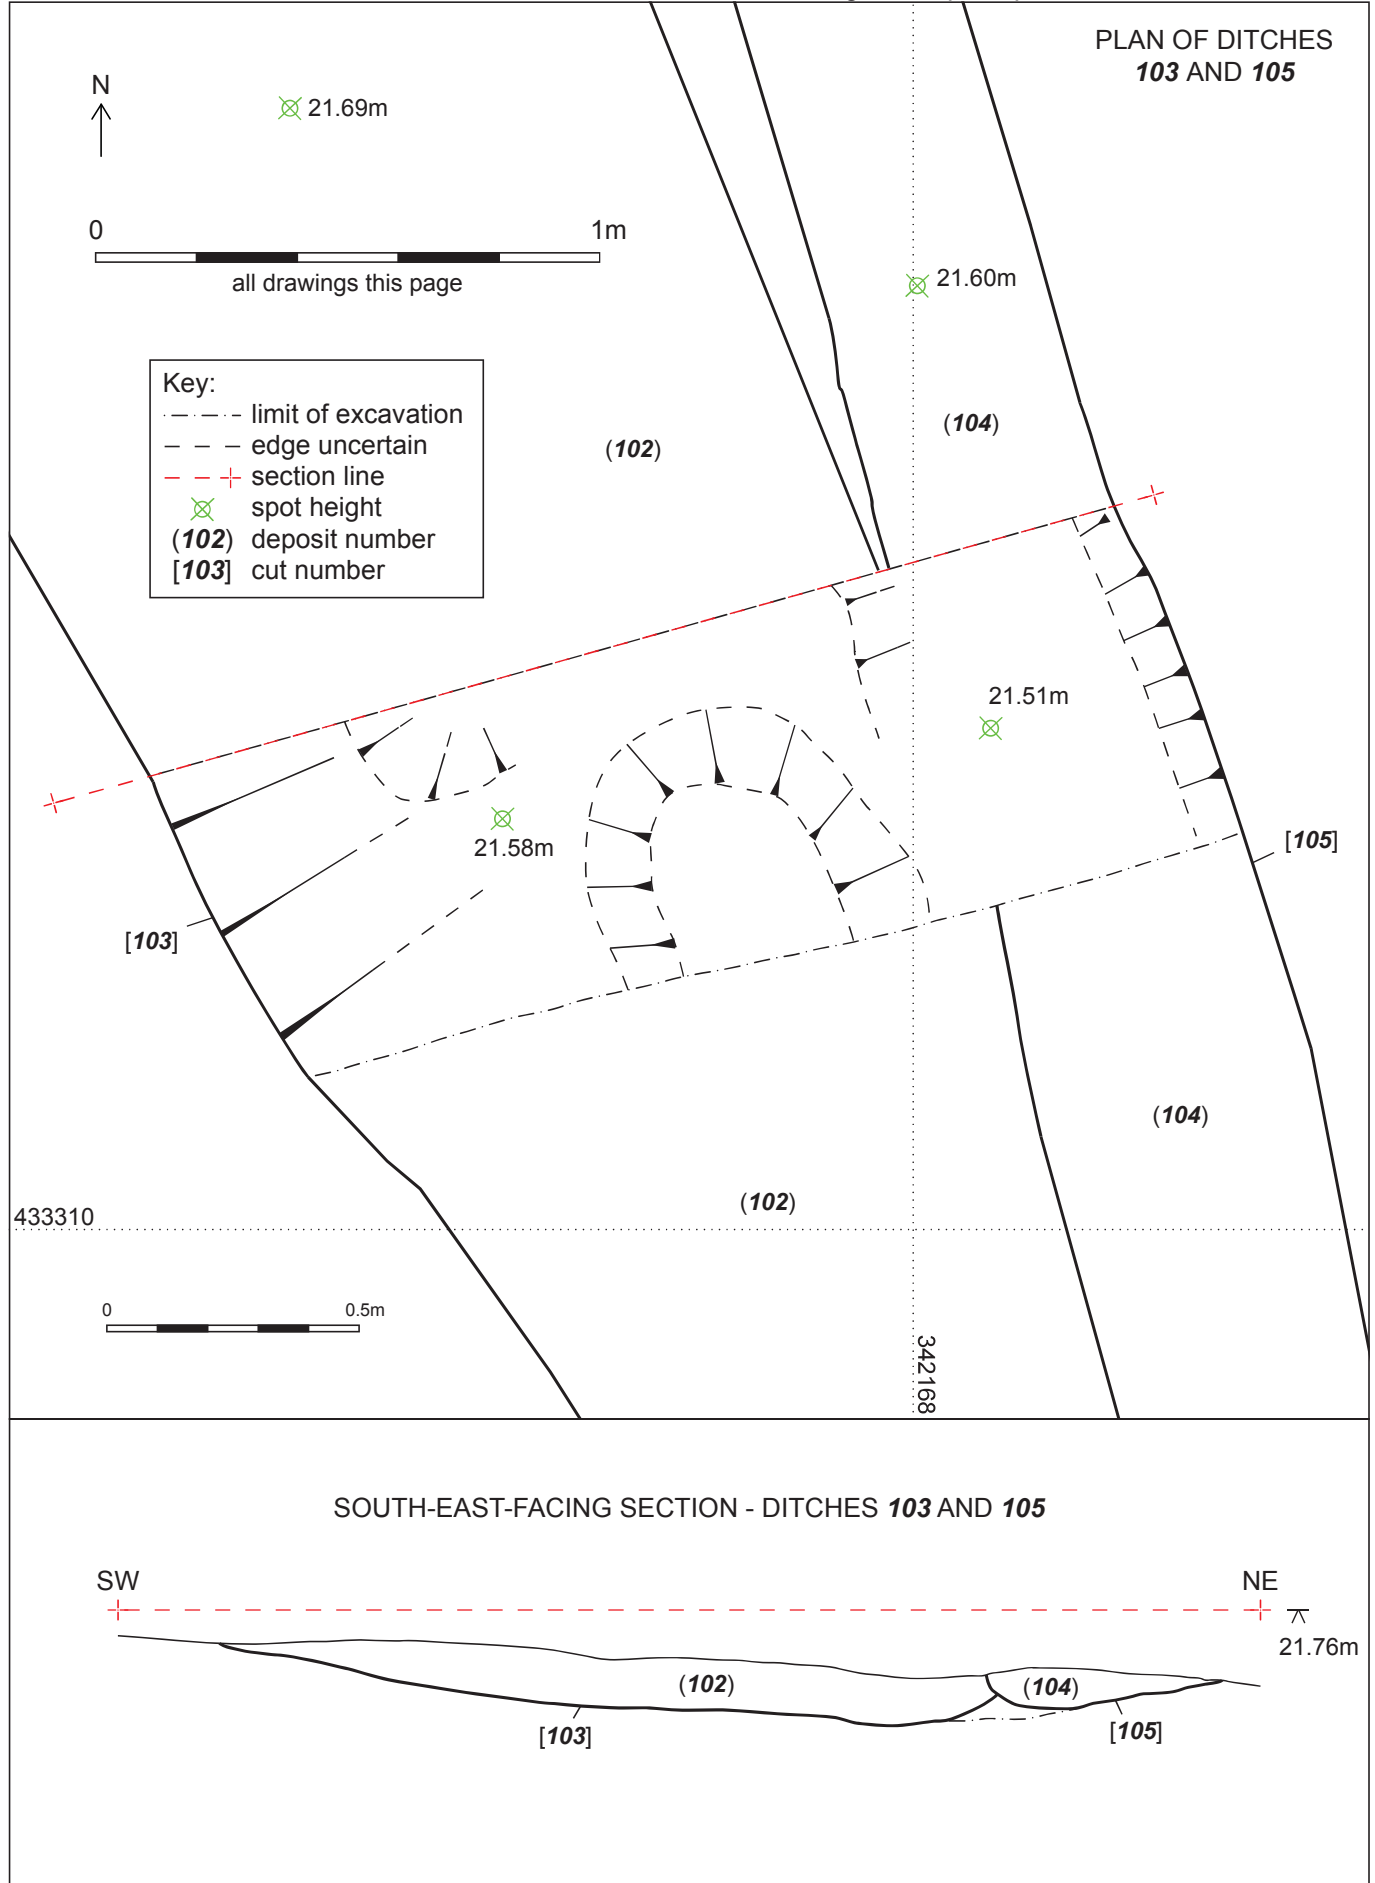 PLAN OF DITCHES
103 AND 105
N
21.69m
0 1m
all drawings this page
21.60m
Key:
limit of excavation
edge uncertain
section line
spot height
(102) deposit number
[103] cut number
(102)
(104)
21.51m
21.58m
[105]
[103]
(104)
(102)
433310
0 0.5m
342168
SOUTH-EAST-FACING SECTION - DITCHES 103 AND 105
SW NE
21.76m
(102)
(104)
[103]
[105]